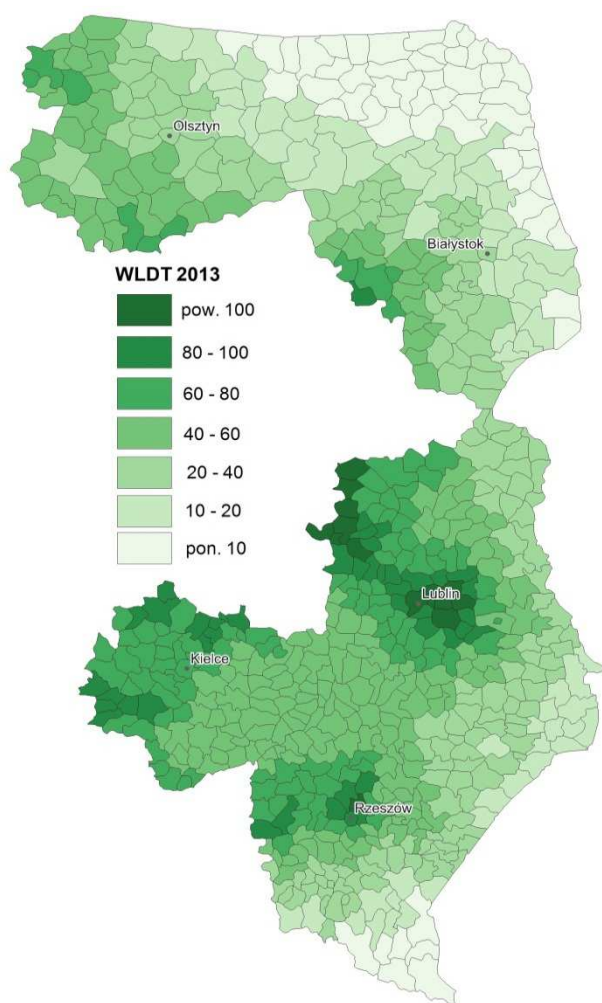 Olsztyn
Białystok
WLDT 2013
pow. 100
80 - 100
60 - 80
40 - 60
20 - 40
10 - 20
pon. 10
Lublin
Kielce
Rzeszów